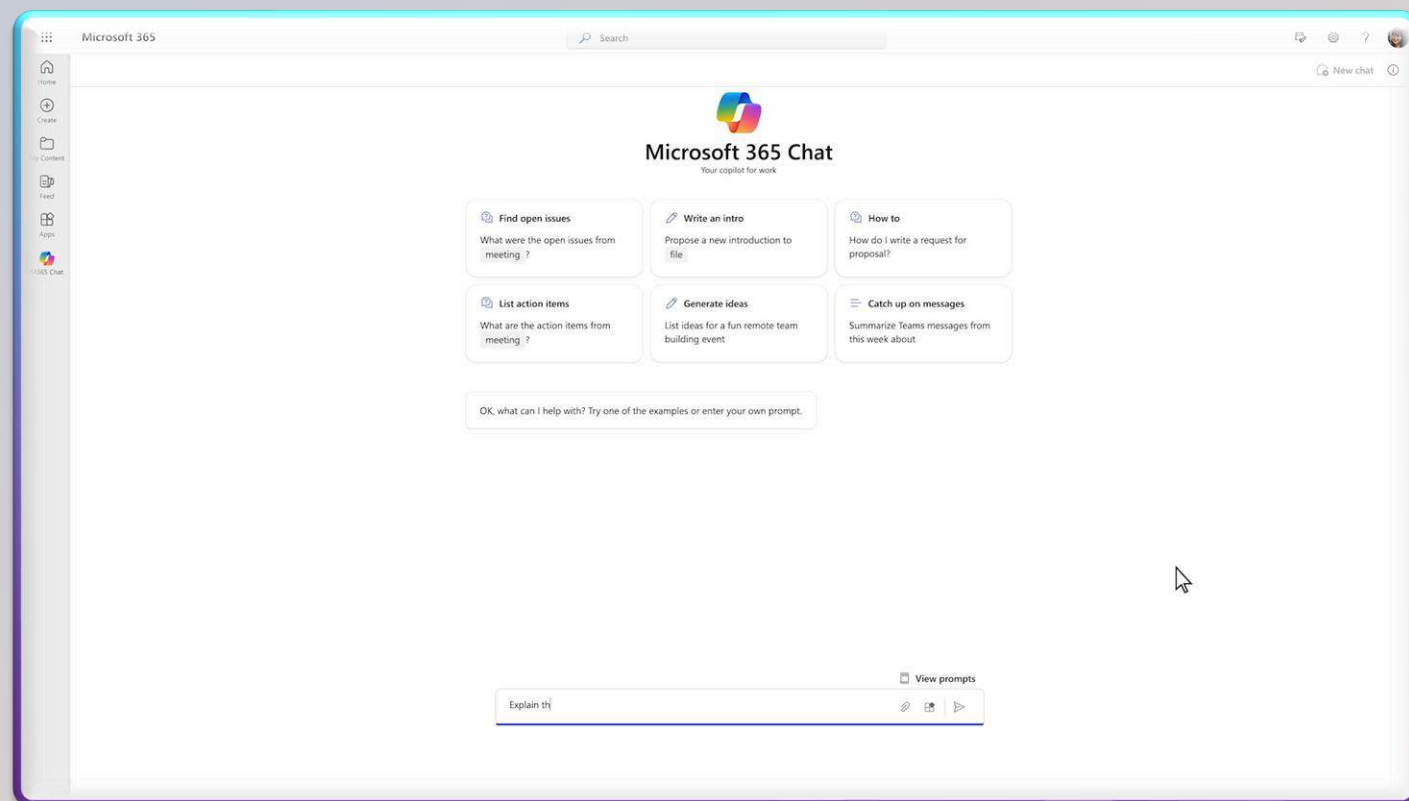 Microsoft 365
Search
New chat
Home
Create
My Content
Feed
Apps
M365 Chat
Microsoft 365 Chat
Your copilot for work
Find open issues
What were the open issues from
meeting ?
Write an intro
Propose a new introduction to
file
How to
How do I write a request for
proposal?
List action items
What are the action items from
meeting ?
Generate ideas
List ideas for a fun remote team
building event
Catch up on messages
Summarize Teams messages from
this week about
OK, what can I help with? Try one of the examples or enter your own prompt.
View prompts
Explain th